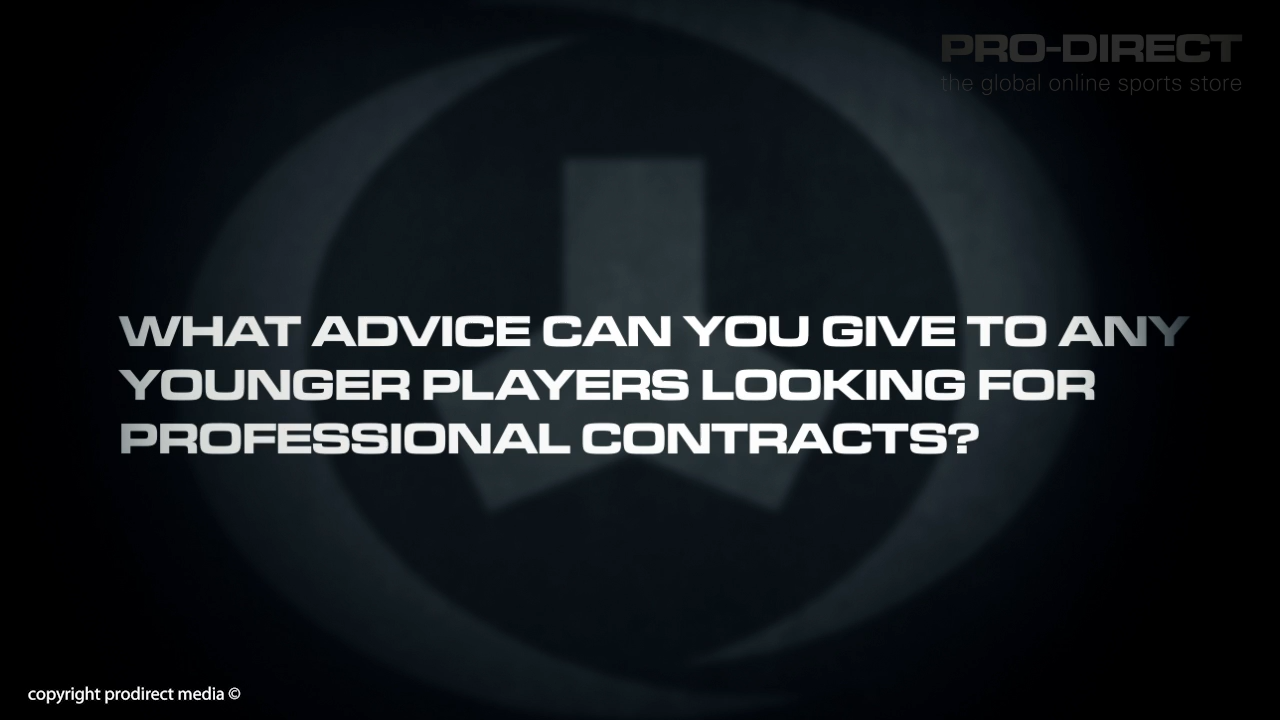 PRO-DIRECT
the global online sports store
WHAT ADVICE CAN YOU GIVE TO ANY
YOUNGER PLAYERS LOOKING FOR
PROFESSIONAL CONTRACTS?
copyright prodirect media ©